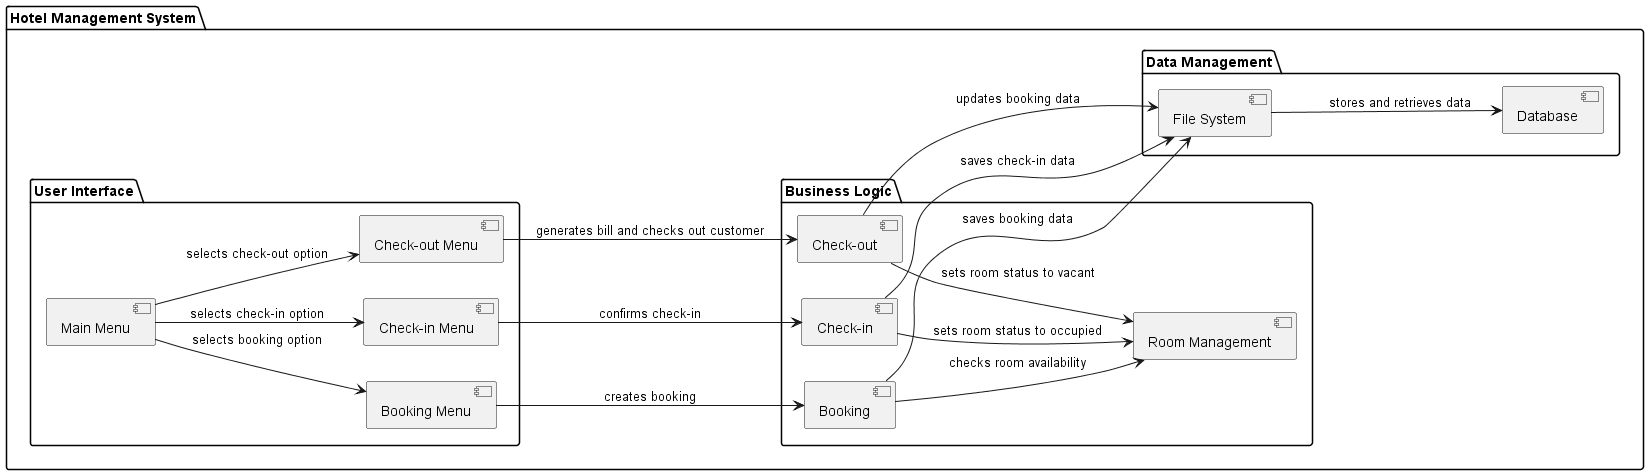 Hotel Management System
Data Management
updates booking data
stores and retrieves data
File System
Database
saves check-in data
User Interface
Business Logic
saves booking data
Check-out Menu
generates bill and checks out customer
Check-out
selects check-out option
sets room status to vacant
Main Menu
selects check-in option
Check-in Menu
confirms check-in
Check-in
sets room status to occupied
Room Management
selects booking option
checks room availability
Booking Menu
creates booking
Booking